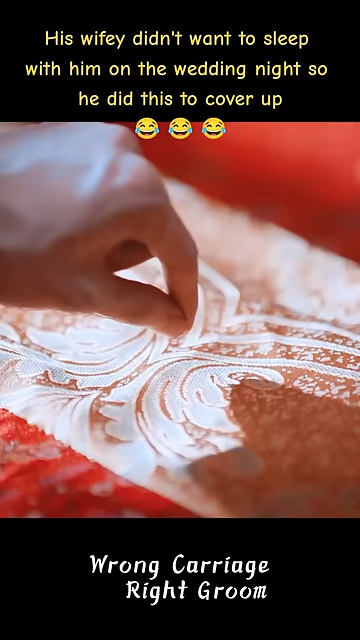 His wifey didn't want to sleep
with him on the wedding night so
he did this to cover up
😂 😂 😂
Wrong Carriage
Right Groom